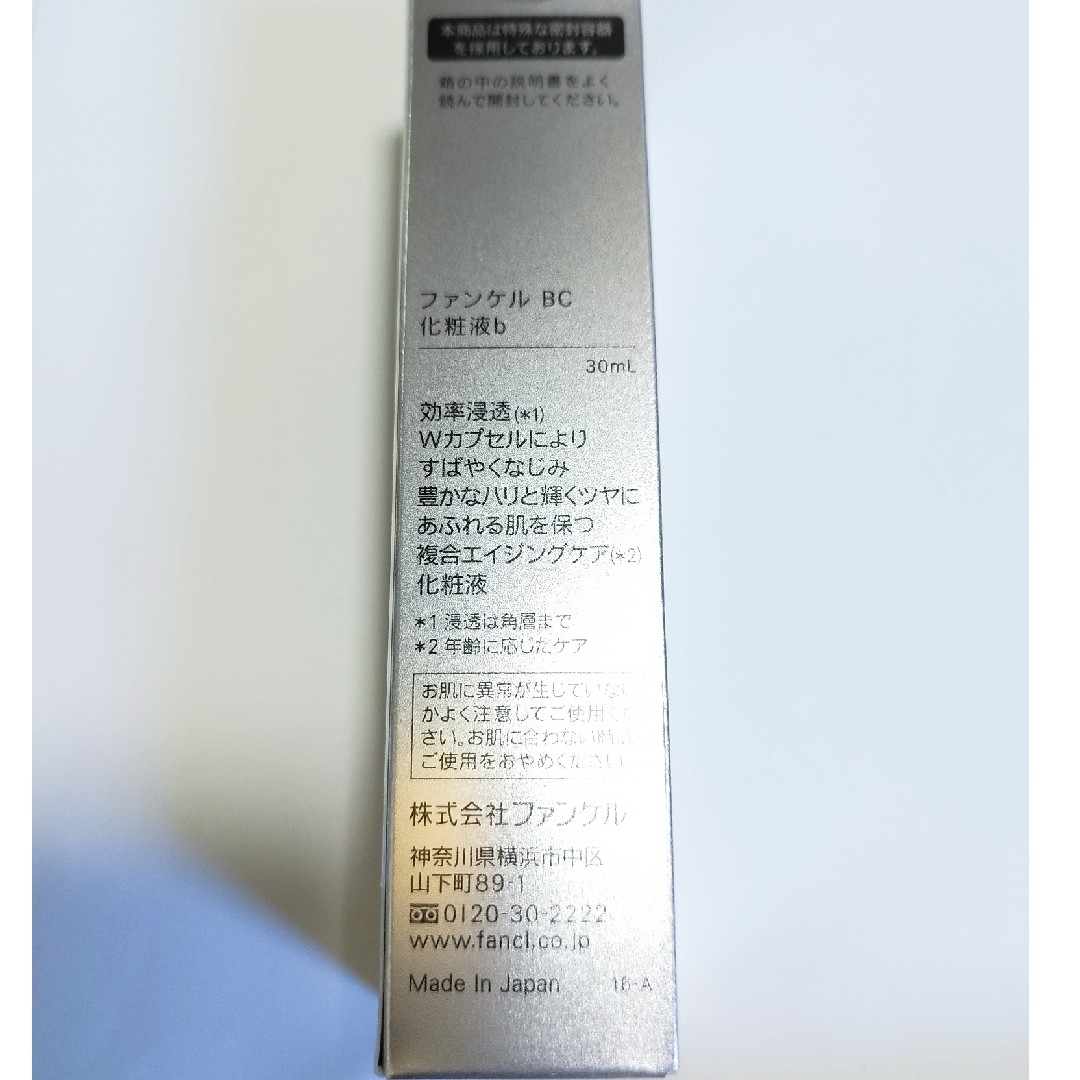 本商品は特殊な密封容器
を採用しております。
箱の中の説明書をよく
読んで開封してください。
ファンケル BC
化粧液b
30mL
効率浸透(*1)
Wカプセルにより
すばやくなじみ
豊かなハリと輝くツヤに
あふれる肌を保つ
複合エイジングケア(*2)
化粧液
*1 浸透は角層まで
*2 年齢に応じたケア
お肌に異常が生じていない
かよく注意してご使用くだ
さい。お肌に合わない時は、
ご使用をおやめください。
株式会社ファンケル
神奈川県横浜市中区
山下町89-1
0120-30-2222
www.fancl.co.jp
Made In Japan 16-A